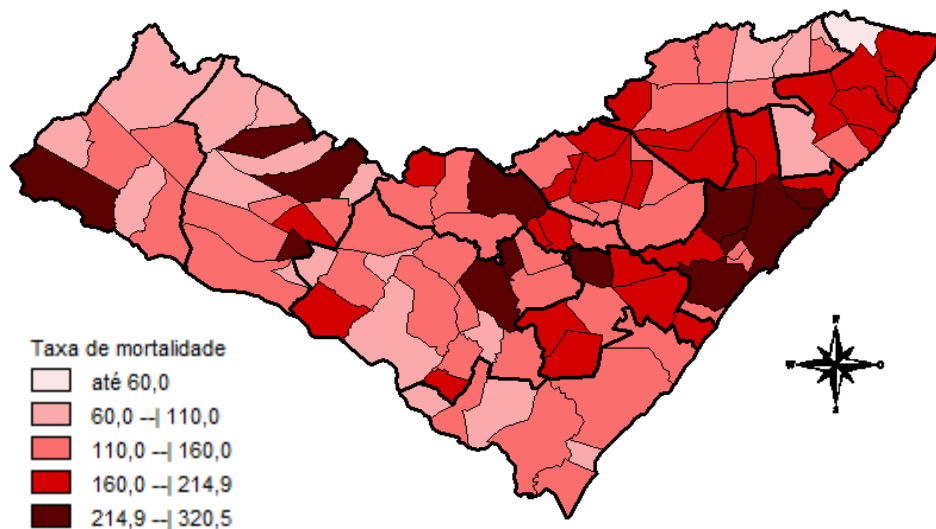 Taxa de mortalidade
até 60,0
60,0 --| 110,0
110,0 --| 160,0
160,0 --| 214,9
214,9 --| 320,5